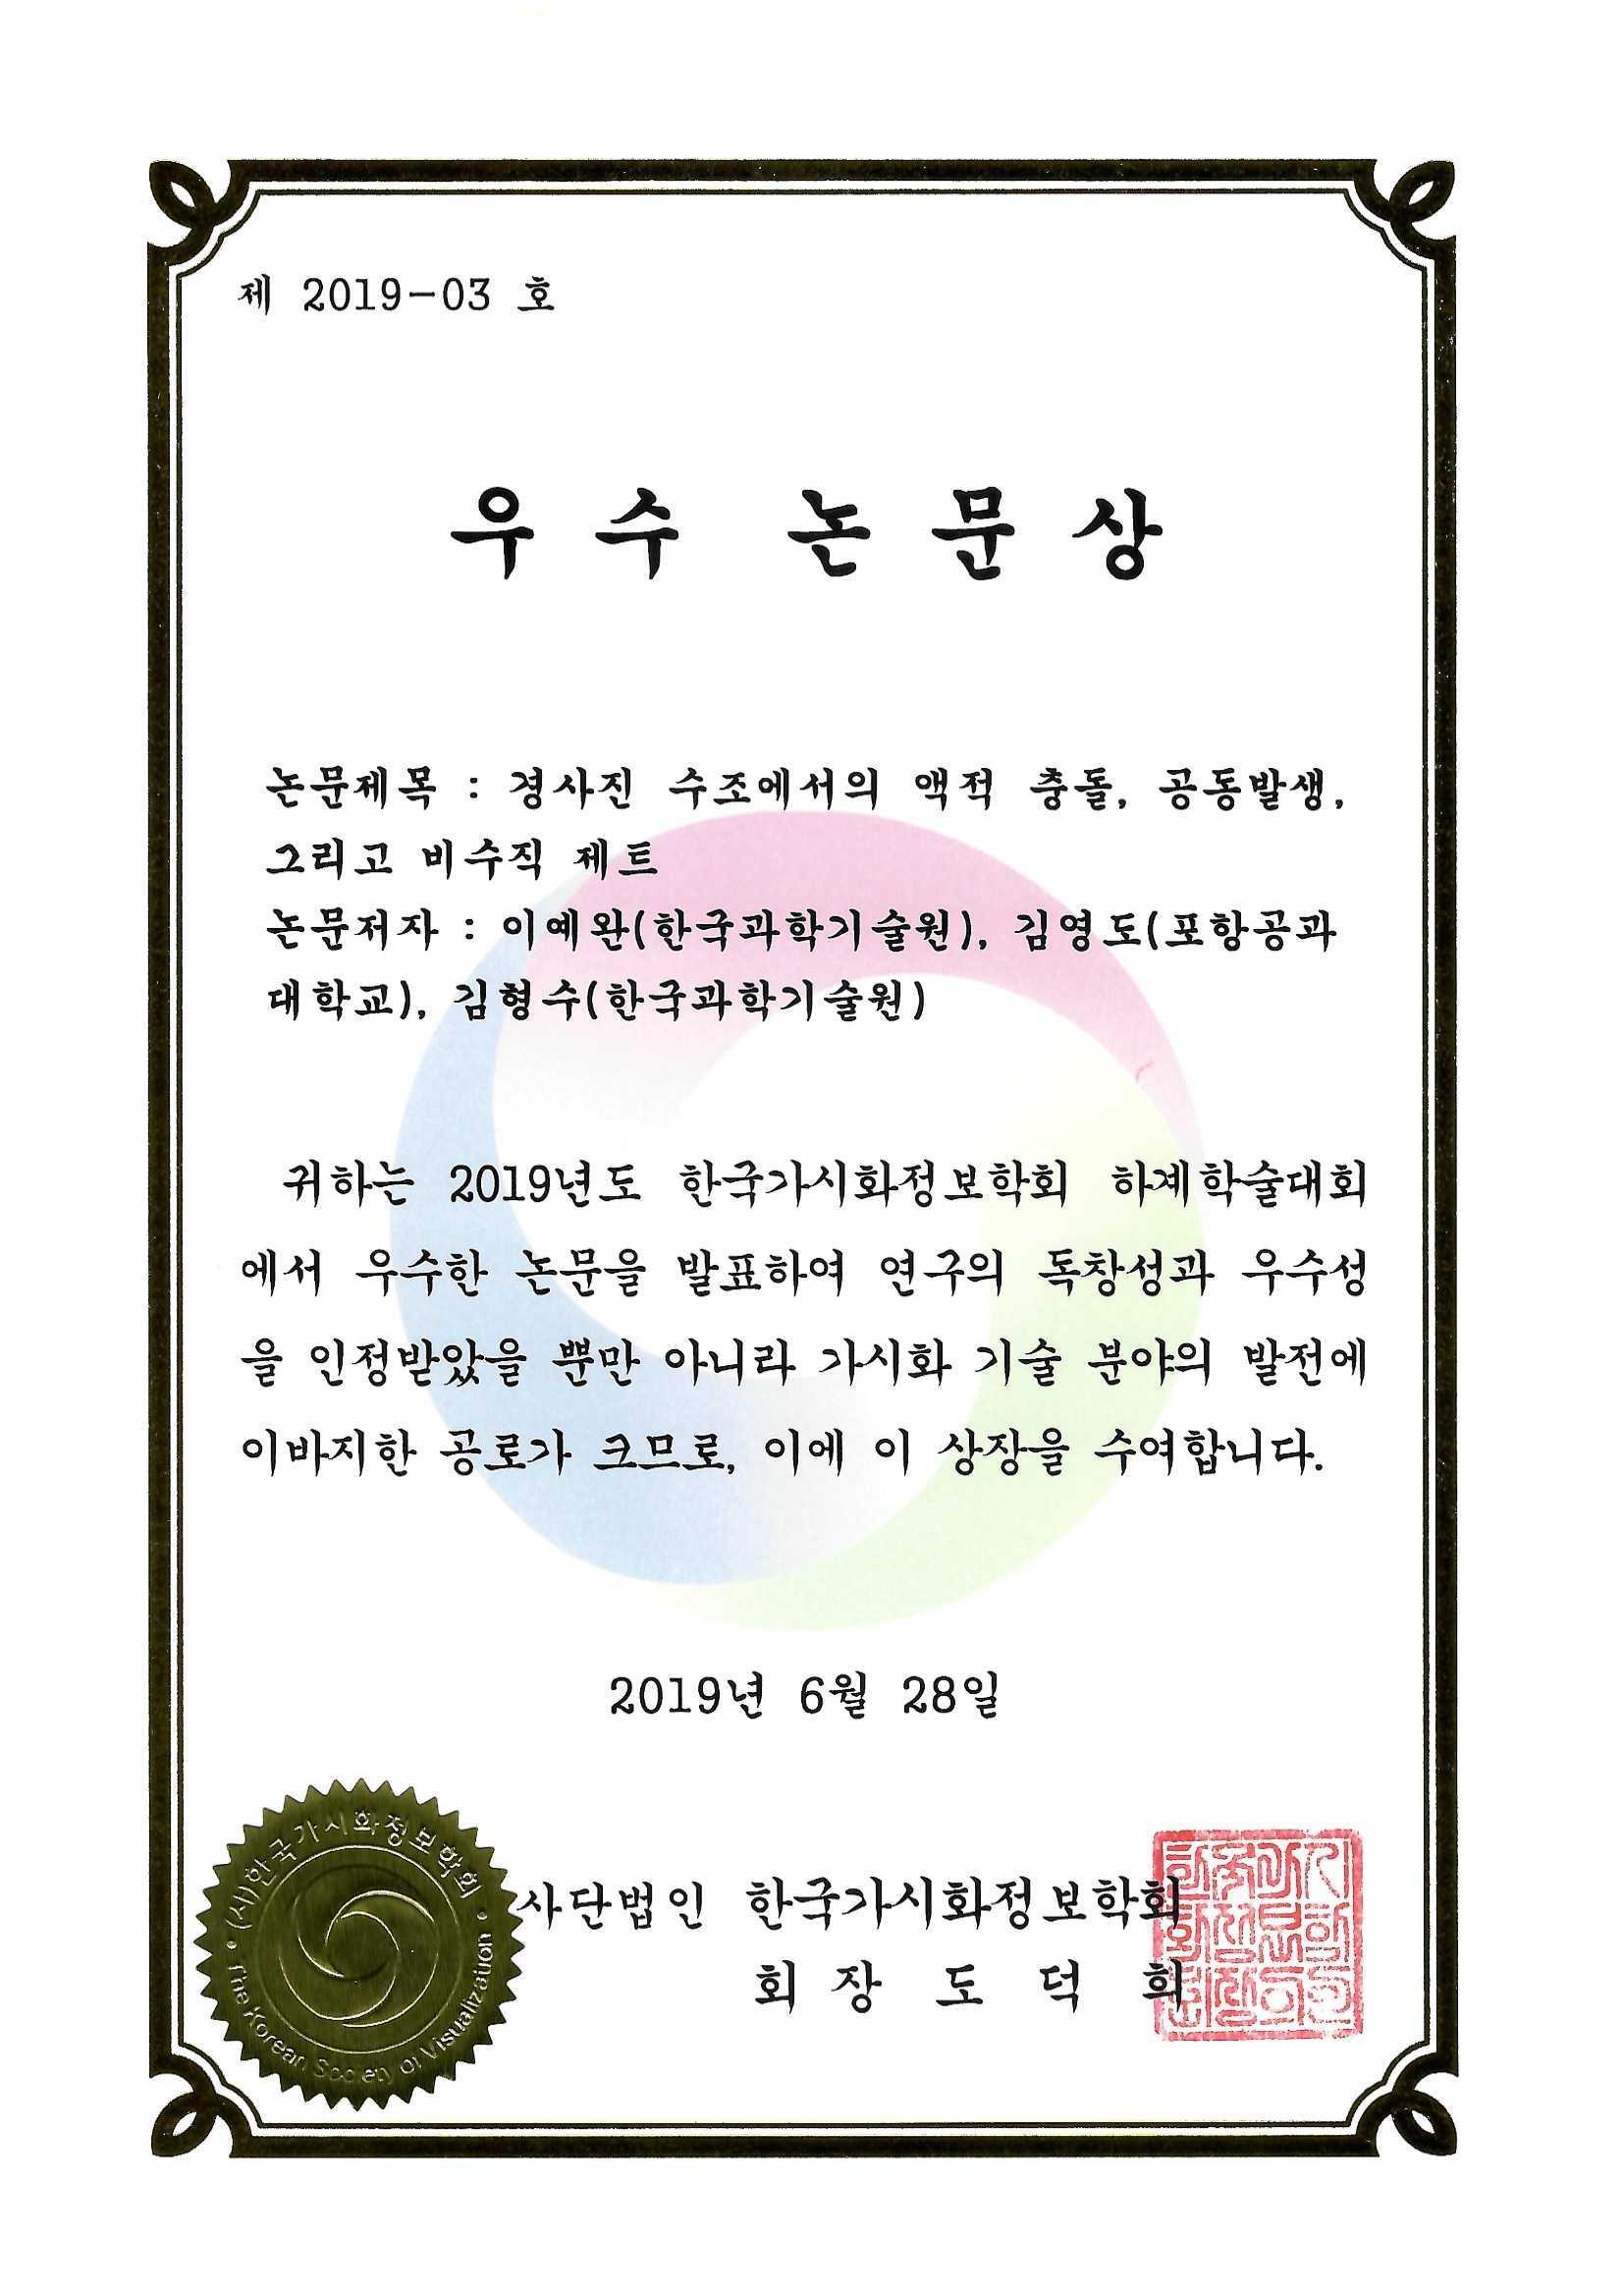 제 2019-03 호
우수 논문상
논문제목 : 경사진 수조에서의 액적 충돌, 공동발생,
그리고 비수직 제트
논문저자 : 이예완(한국과학기술원), 김영도(포항공과
대학교), 김형수(한국과학기술원)
귀하는 2019년도 한국가시화정보학회 하계학술대회
에서 우수한 논문을 발표하여 연구의 독창성과 우수성
을 인정받았을 뿐만 아니라 가시화 기술 분야의 발전에
이바지한 공로가 크므로, 이에 이 상장을 수여합니다.
2019년 6월 28일
(사)한국가시화정보학회
The Korean Society of Visualization
사단법인 한국가시화정보학회
회장 도덕희